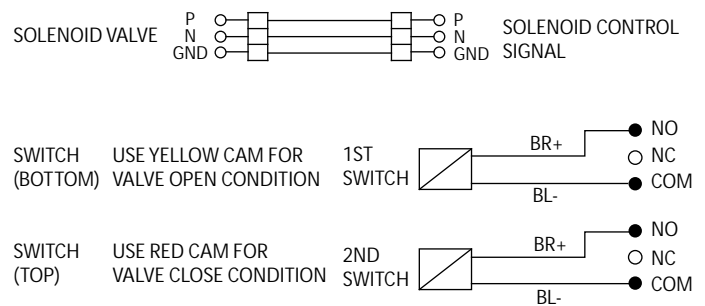 SOLENOID VALVE
P
N
GND
P
N
GND
SOLENOID CONTROL
SIGNAL
SWITCH
(BOTTOM)
USE YELLOW CAM FOR
VALVE OPEN CONDITION
1ST
SWITCH
BR+
BL-
NO
NC
COM
SWITCH
(TOP)
USE RED CAM FOR
VALVE CLOSE CONDITION
2ND
SWITCH
BR+
BL-
NO
NC
COM